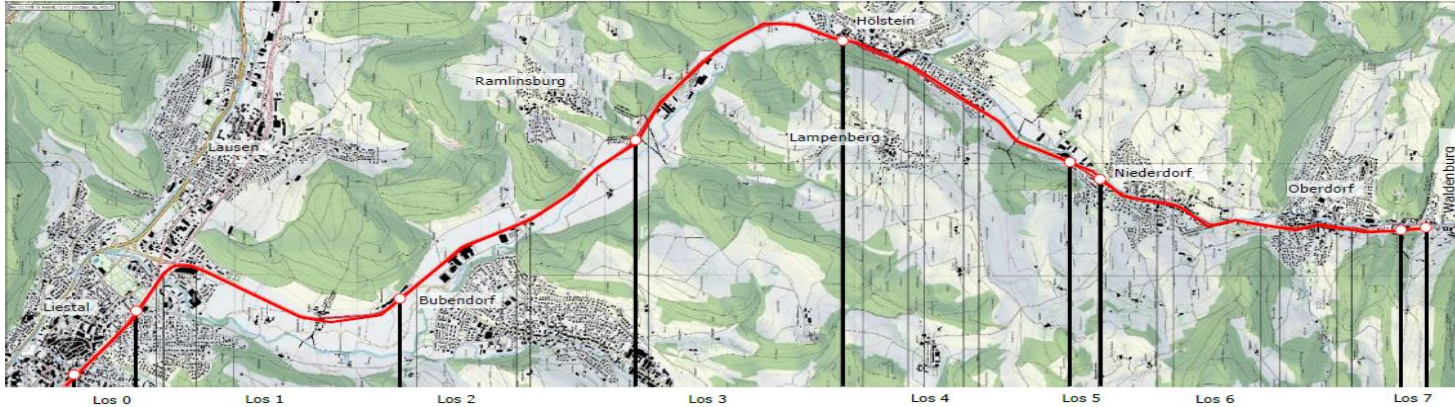 Hölstein
Ramlinsburg
Lampenberg
Lausen
Niederdorf
Oberdorf
Waldenburg
Liestal
Bubendorf
Los 0 Los 1 Los 2 Los 3 Los 4 Los 5 Los 6 Los 7